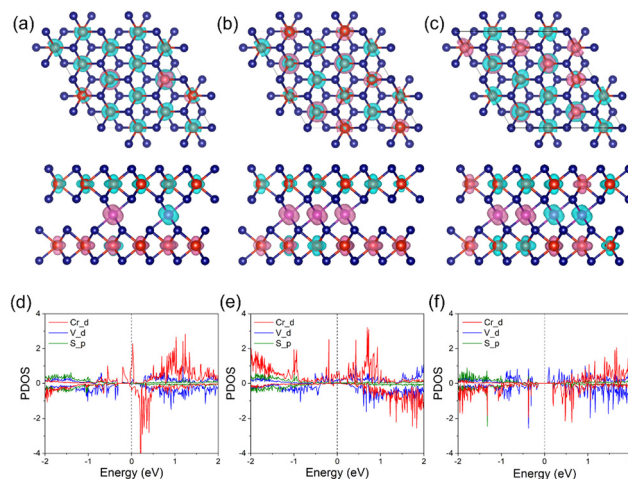 (a) (b) (c)
(d) (e) (f)
4 4 4
Cr_d Cr_d Cr_d
V_d V_d V_d
S_p S_p S_p
2 2 2
PDOS PDOS PDOS
0 0 0
-2 -2 -2
-4 -4 -4
-2 -1 0 1 2 -2 -1 0 1 2 -2 -1 0 1 2
Energy (eV) Energy (eV) Energy (eV)